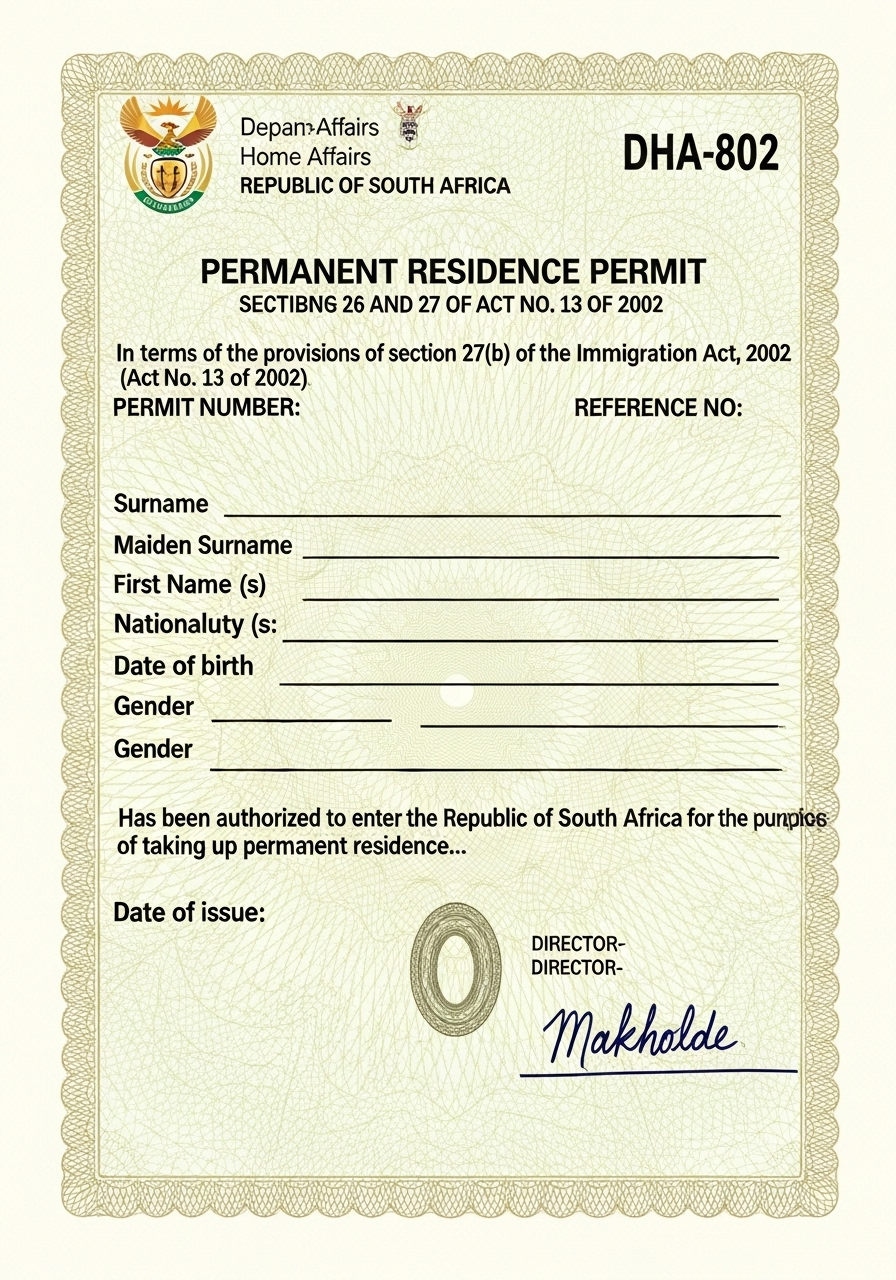 Depam-Affairs
Home Affairs
REPUBLIC OF SOUTH AFRICA
DHA-802
PERMANENT RESIDENCE PERMIT
SECTIBNG 26 AND 27 OF ACT NO. 13 OF 2002
In terms of the provisions of section 27(b) of the Immigration Act, 2002
(Act No. 13 of 2002)
PERMIT NUMBER: REFERENCE NO:
Surname
Maiden Surname
First Name (s)
Nationaluty (s:
Date of birth
Gender
Gender
Has been authorized to enter the Republic of South Africa for the
of taking up permanent residence...
Date of issue:
DIRECTOR-
DIRECTOR-
Makholde